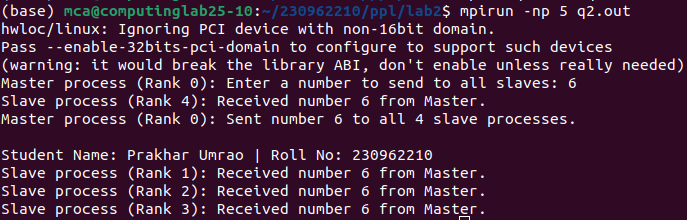 (base) mca@computinglab25-10:~/230962210/ppl/lab2$ mpirun -np 5 q2.out
hwloc/linux: Ignoring PCI device with non-16bit domain.
Pass --enable-32bits-pci-domain to configure to support such devices
(warning: it would break the library ABI, don't enable unless really needed)
Master process (Rank 0): Enter a number to send to all slaves: 6
Slave process (Rank 4): Received number 6 from Master.
Master process (Rank 0): Sent number 6 to all 4 slave processes.

Student Name: Prakhar Umrao | Roll No: 230962210
Slave process (Rank 1): Received number 6 from Master.
Slave process (Rank 2): Received number 6 from Master.
Slave process (Rank 3): Received number 6 from Master.